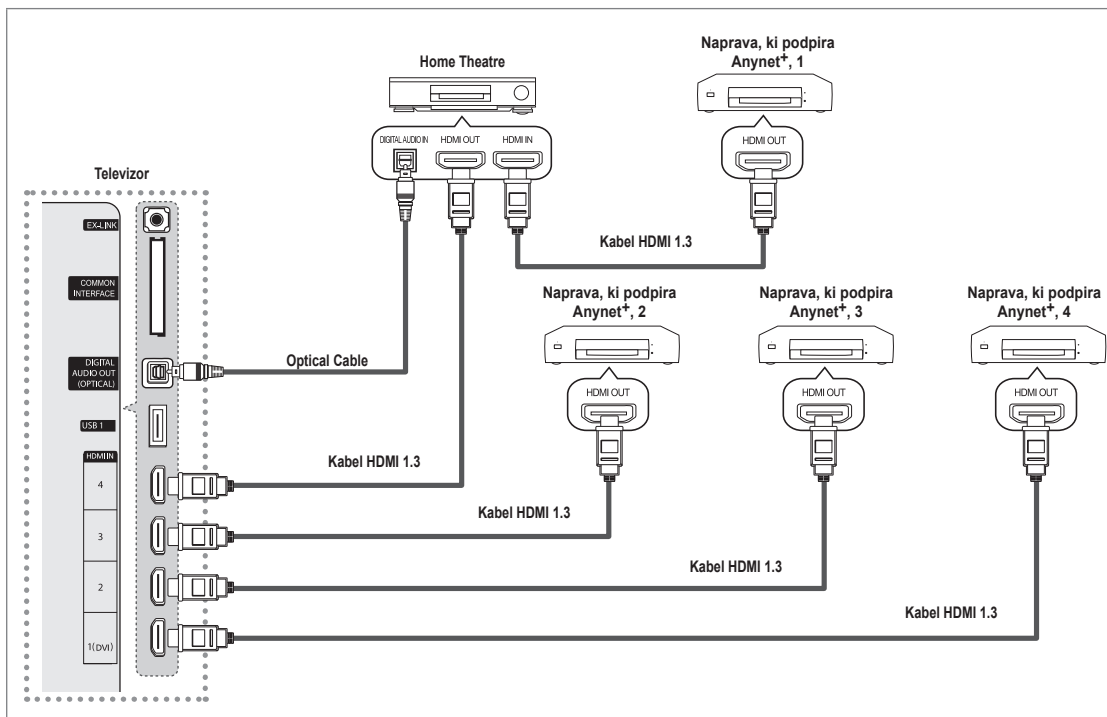 Naprava, ki podpira
Anynet+, 1
Home Theatre
DIGITAL AUDIO IN
HDMI OUT
HDMI IN
HDMI OUT
Televizor
EX-LINK
Kabel HDMI 1.3
COMMON
INTERFACE
Naprava, ki podpira
Anynet+, 2
Naprava, ki podpira
Anynet+, 3
Naprava, ki podpira
Anynet+, 4
DIGITAL
AUDIO OUT
(OPTICAL)
Optical Cable
HDMI OUT
HDMI OUT
HDMI OUT
USB 1
HDMI IN
4
Kabel HDMI 1.3
3
Kabel HDMI 1.3
2
Kabel HDMI 1.3
1(DVI)
Kabel HDMI 1.3